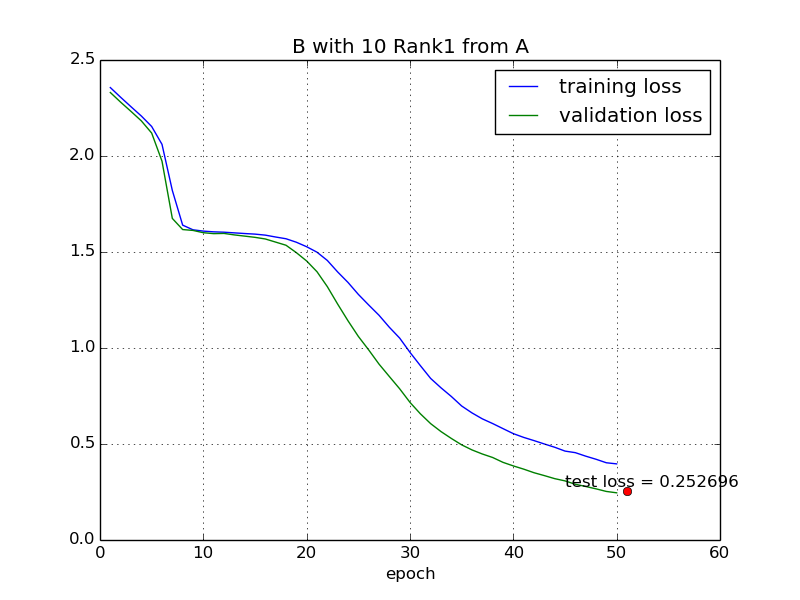 B with 10 Rank1 from A
2.5
2.0
1.5
1.0
0.5
0.0
training loss
validation loss
test loss = 0.252696
0 10 20 30 40 50 60
epoch